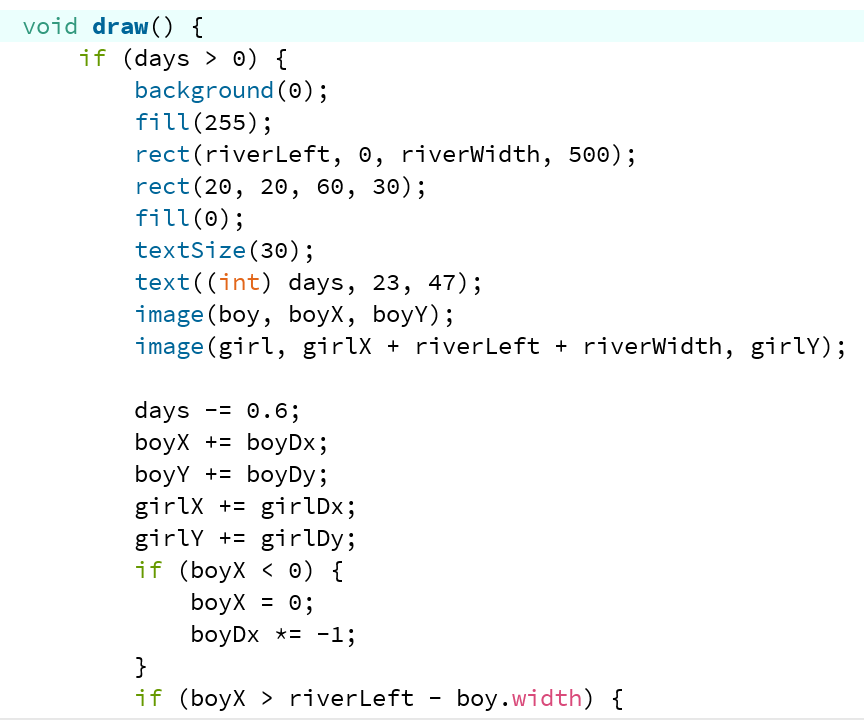 void draw() {
    if (days > 0) {
        background(0);
        fill(255);
        rect(riverLeft, 0, riverWidth, 500);
        rect(20, 20, 60, 30);
        fill(0);
        textSize(30);
        text((int) days, 23, 47);
        image(boy, boyX, boyY);
        image(girl, girlX + riverLeft + riverWidth, girlY);

        days -= 0.6;
        boyX += boyDx;
        boyY += boyDy;
        girlX += girlDx;
        girlY += girlDy;
        if (boyX < 0) {
            boyX = 0;
            boyDx *= -1;
        }
        if (boyX > riverLeft - boy.width) {